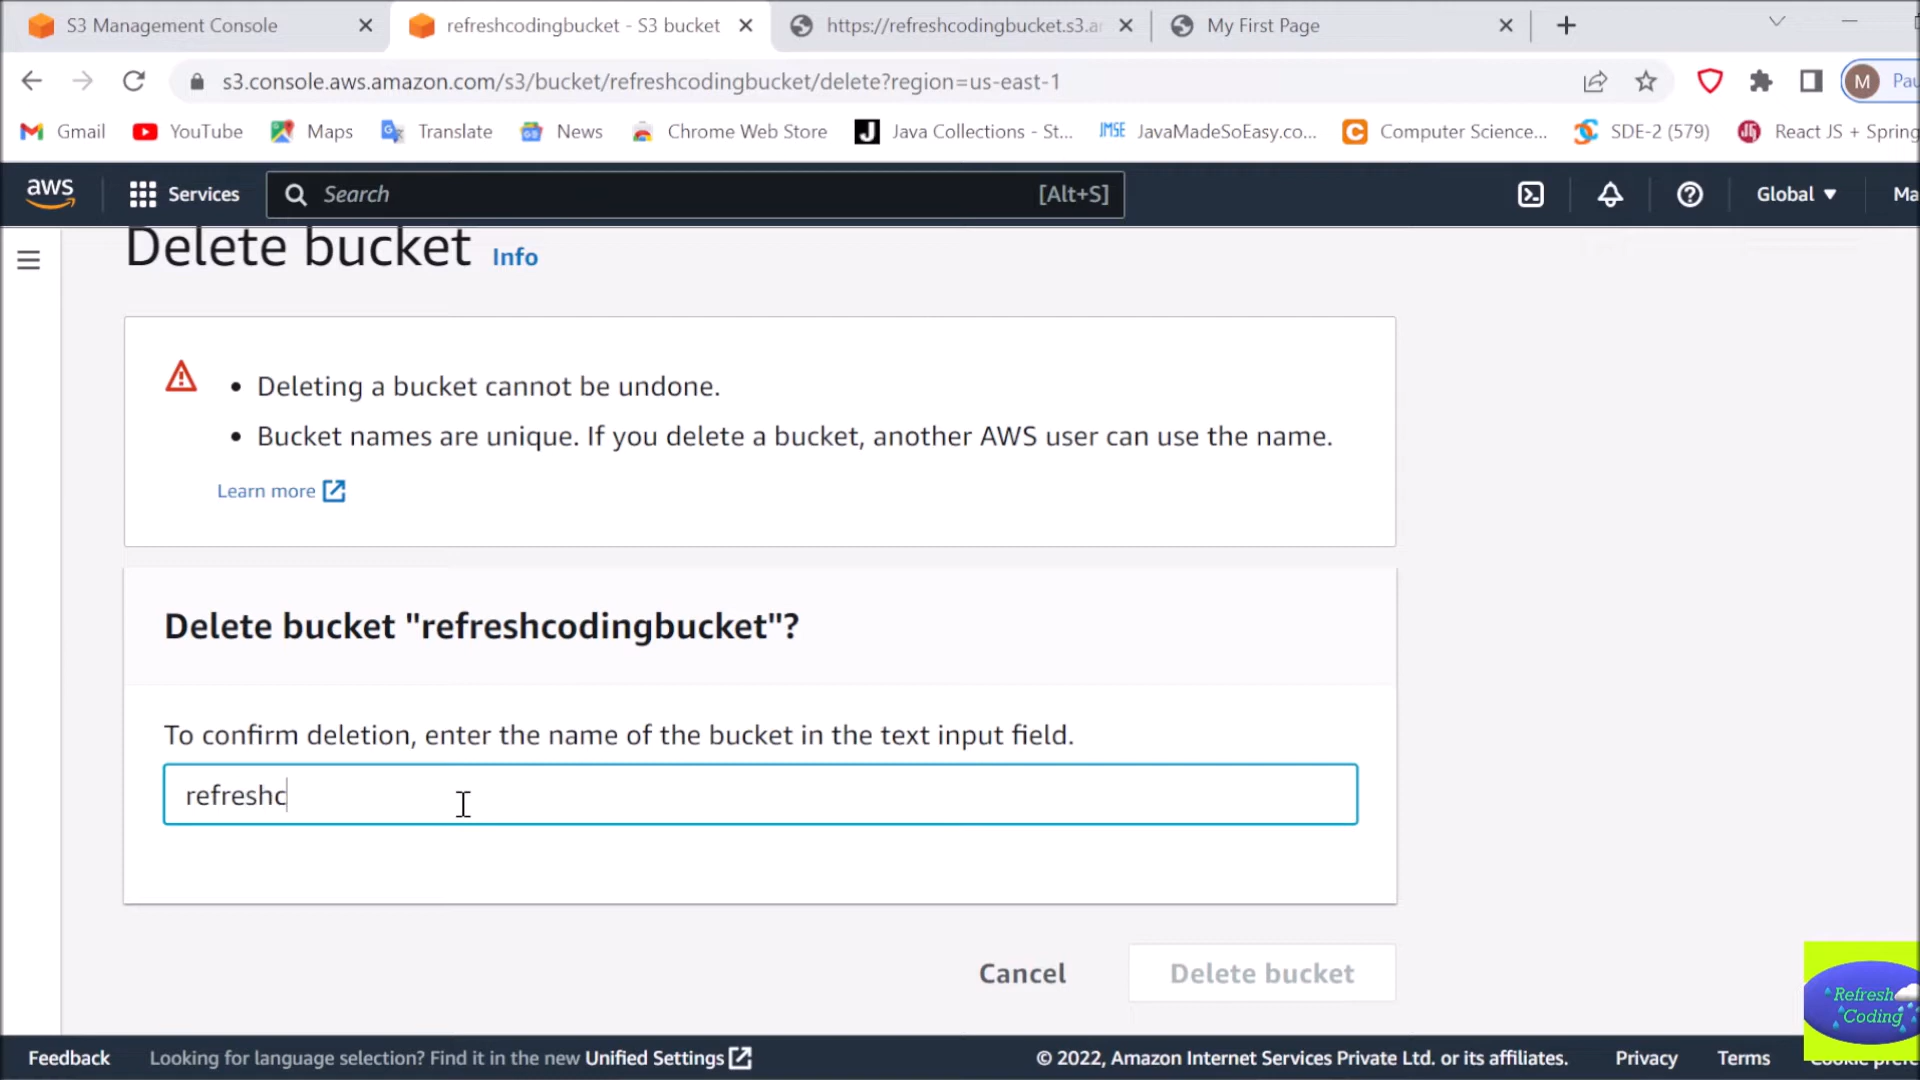 S3 Management Console
refreshcodingbucket - S3 bucket
https://refreshcodingbucket.s3.ar
My First Page
s3.console.aws.amazon.com/s3/bucket/refreshcodingbucket/delete?region=us-east-1
M
Pau
Gmail
YouTube
Maps
Translate
News
Chrome Web Store
Java Collections - St...
JavaMadeSoEasy.co...
Computer Science...
SDE-2 (579)
React JS + Spring
aws
Services
Search
[Alt+S]
Global
Ma
Delete bucket Info
• Deleting a bucket cannot be undone.
• Bucket names are unique. If you delete a bucket, another AWS user can use the name.
Learn more
Delete bucket "refreshcodingbucket"?
To confirm deletion, enter the name of the bucket in the text input field.
refreshc
Cancel
Delete bucket
Refresh
Coding
Feedback
Looking for language selection? Find it in the new Unified Settings
© 2022, Amazon Internet Services Private Ltd. or its affiliates.
Privacy
Terms